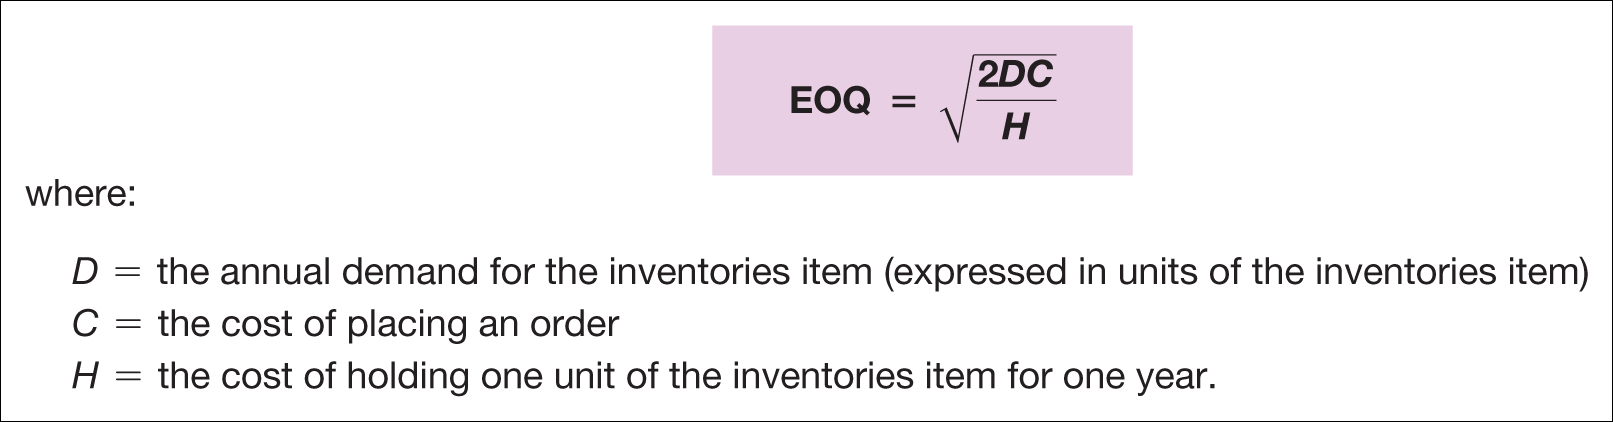 EOQ = √(2DC/H)
where:
D = the annual demand for the inventories item (expressed in units of the inventories item)
C = the cost of placing an order
H = the cost of holding one unit of the inventories item for one year.